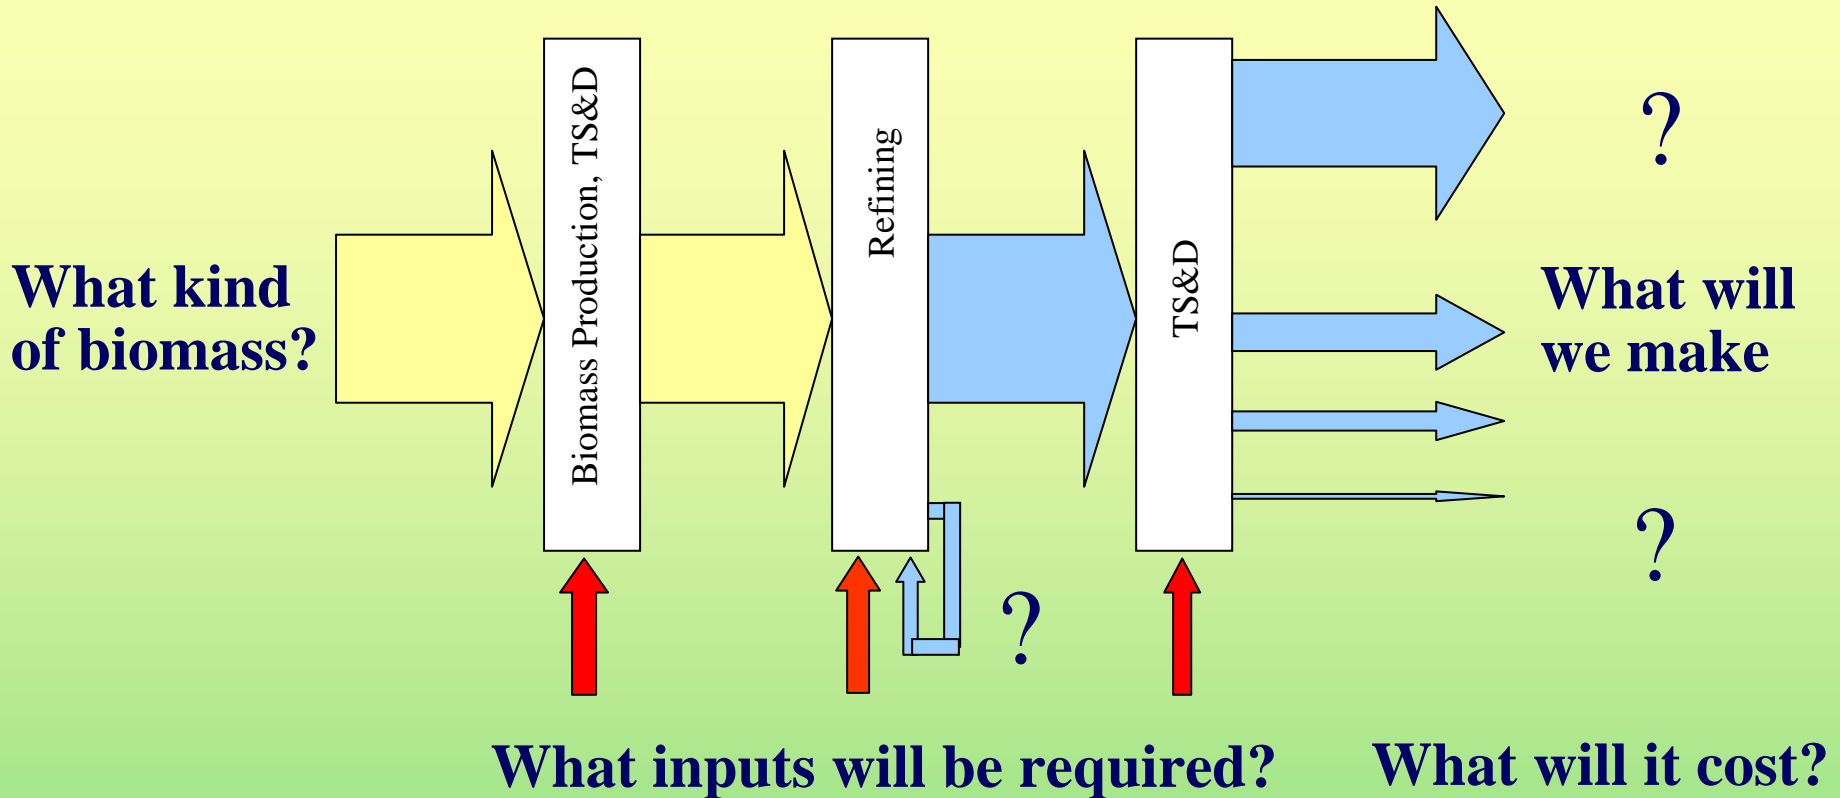 What kind
of biomass?
Biomass Production, TS&D
Refining
TS&D
?
What will
we make
?
?
What inputs will be required?
What will it cost?